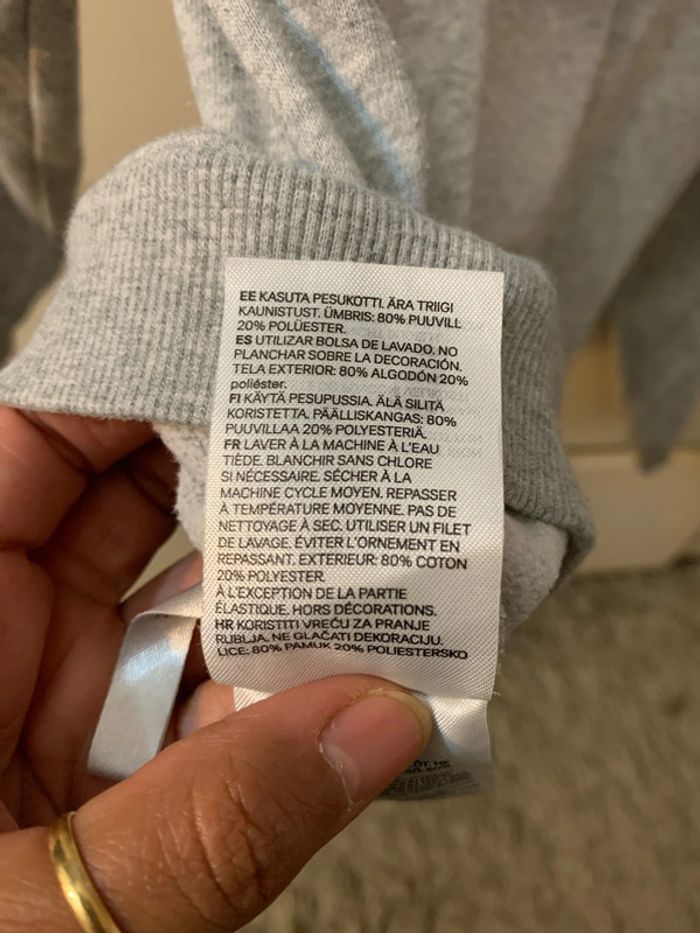 EE KASUTA PESUKOTTI. ÄRA TRIIGI
KAUNISTUST. ÜMBRIS: 80% PUUVILL
20% POLÜESTER.
ES UTILIZAR BOLSA DE LAVADO. NO
PLANCHAR SOBRE LA DECORACIÓN.
TELA EXTERIOR: 80% ALGODÓN 20%
poliéster.
FI KÄYTÄ PESUPUSSIA. ÄLÄ SILITÄ
KORISTETTA. PÄÄLLISKANGAS: 80%
PUUVILLAA 20% POLYESTERIÄ.
FR LAVER À LA MACHINE À L'EAU
TIÈDE. BLANCHIR SANS CHLORE
SI NÉCESSAIRE. SÉCHER À LA
MACHINE CYCLE MOYEN. REPASSER
À TEMPÉRATURE MOYENNE. PAS DE
NETTOYAGE À SEC. UTILISER UN FILET
DE LAVAGE. ÉVITER L'ORNEMENT EN
REPASSANT. EXTERIEUR: 80% COTON
20% POLYESTER.
À L'EXCEPTION DE LA PARTIE
ÉLASTIQUE. HORS DÉCORATIONS.
HR KORISTITI VREĆU ZA PRANJE
RUBLJA. NE GLAČATI DEKORACIJU.
LICE: 80% PAMUK 20% POLIESTERSKO